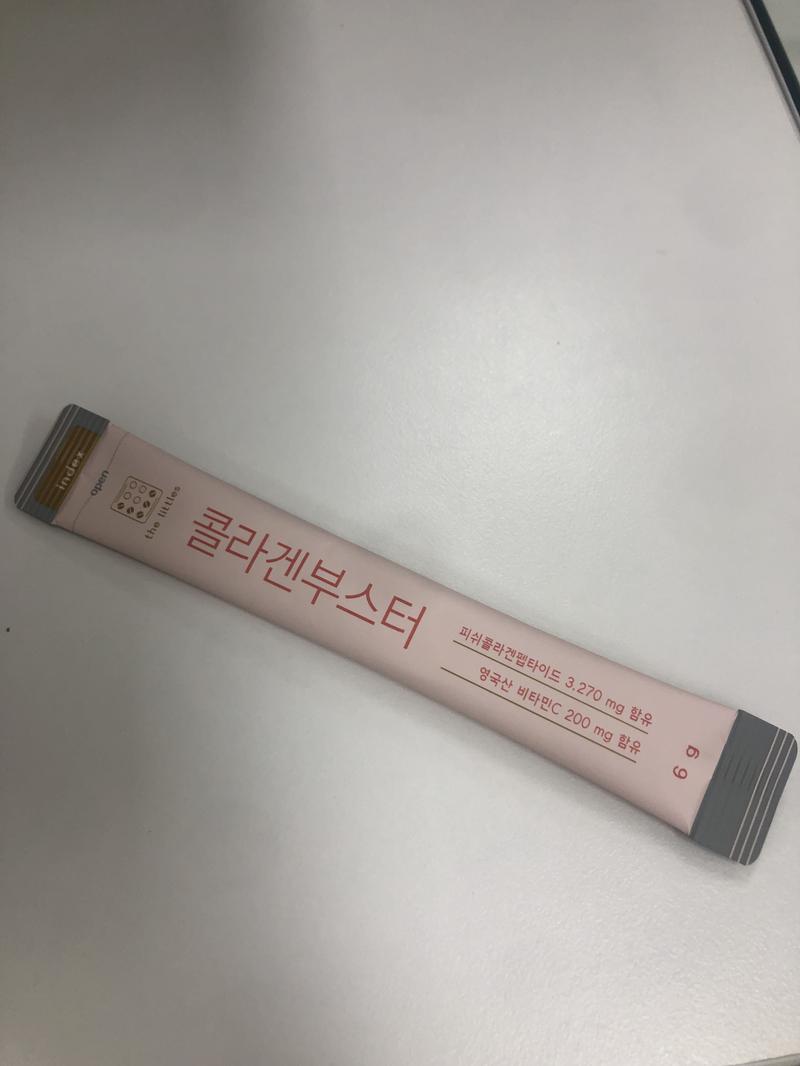 index
open
the littles
콜라겐부스터
피쉬콜라겐펩타이드 3,270 mg 함유
영국산 비타민C 200 mg 함유
6 g